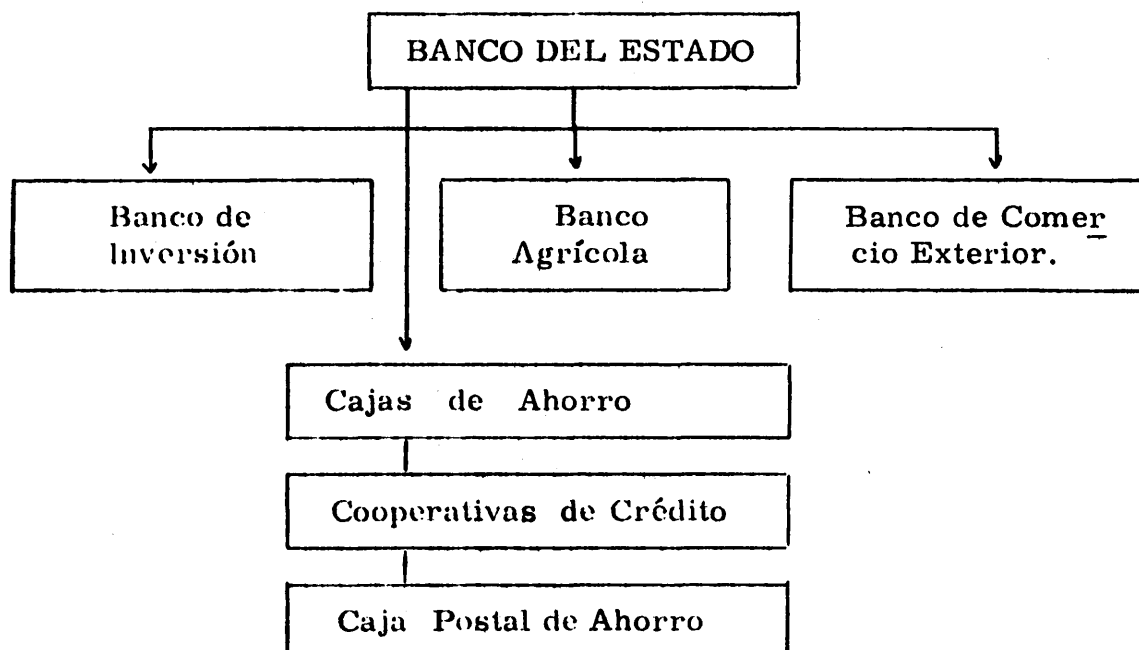 BANCO DEL ESTADO
Banco de
Inversión
Banco
Agrícola
Banco de Comer
cio Exterior.
Cajas de Ahorro
Cooperativas de Crédito
Caja Postal de Ahorro